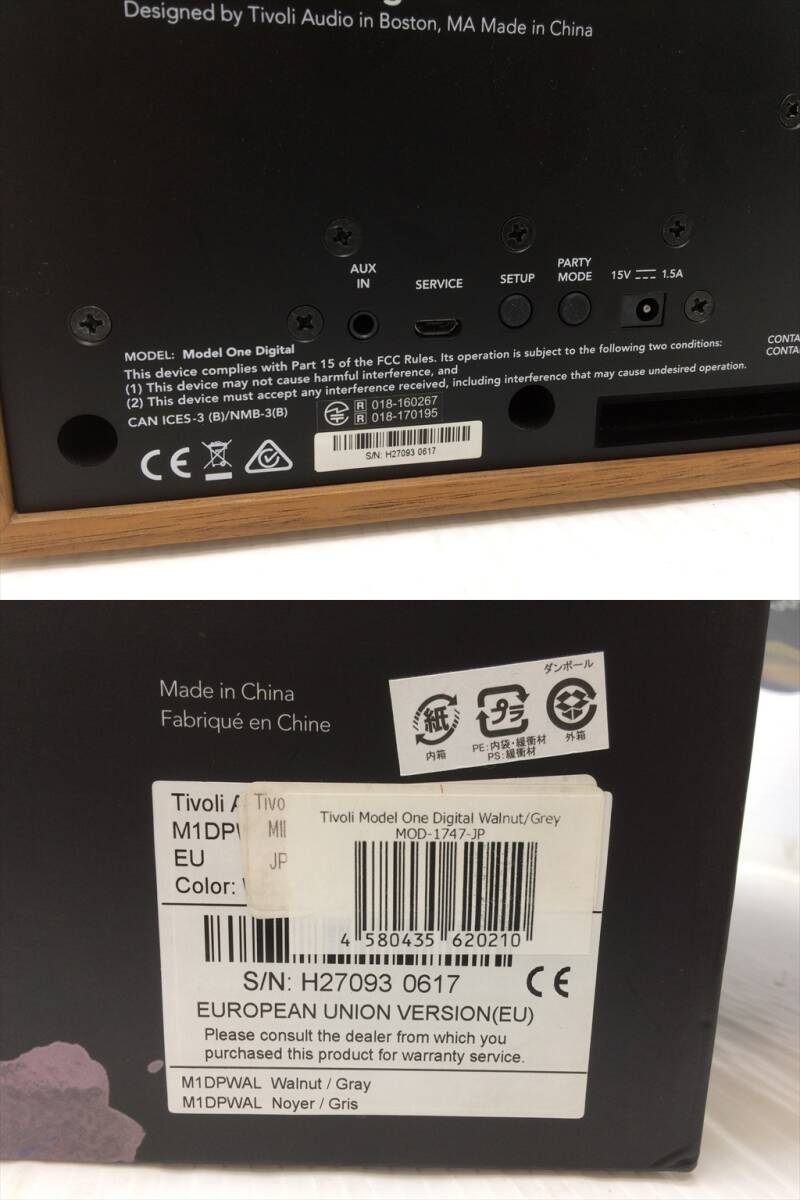 Designed by Tivoli Audio in Boston, MA Made in China
AUX
IN
SERVICE
SETUP
PARTY
MODE
15V 1.5A
MODEL: Model One Digital
This device complies with Part 15 of the FCC Rules. Its operation is subject to the following two conditions:
(1) This device may not cause harmful interference, and
(2) This device must accept any interference received, including interference that may cause undesired operation.
CAN ICES-3 (B)/NMB-3(B)
R 018-160267
R 018-170195
S/N: H27093 0617
CE
CONTA
CONTA
Made in China
Fabriqué en Chine
ダンボール
紙
プラ
内箱
PE:内袋・緩衝材
PS:緩衝材
外箱
Tivoli
M1DP
EU
Color:
Tivo
JP
Tivoli Model One Digital Walnut/Grey
MOD-1747-JP
4 580435 620210
S/N: H27093 0617
CE
EUROPEAN UNION VERSION(EU)
Please consult the dealer from which you
purchased this product for warranty service.
M1DPWAL Walnut / Gray
M1DPWAL Noyer / Gris